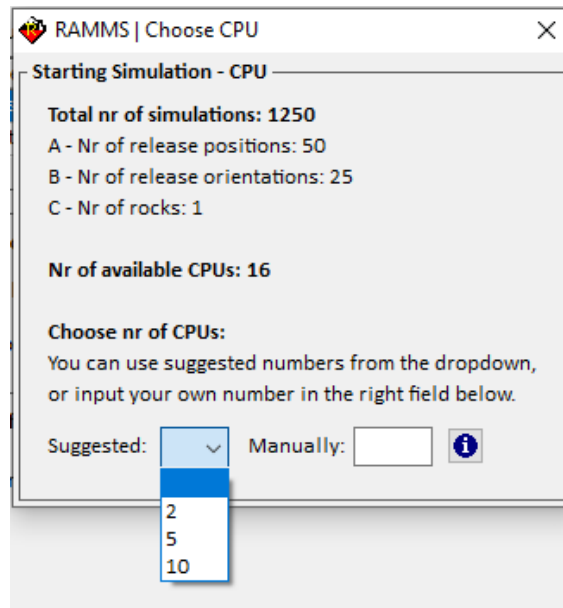 RAMMS | Choose CPU
Starting Simulation - CPU
Total nr of simulations: 1250
A - Nr of release positions: 50
B - Nr of release orientations: 25
C - Nr of rocks: 1
Nr of available CPUs: 16
Choose nr of CPUs:
You can use suggested numbers from the dropdown,
or input your own number in the right field below.
Suggested: Manually:
2
5
10